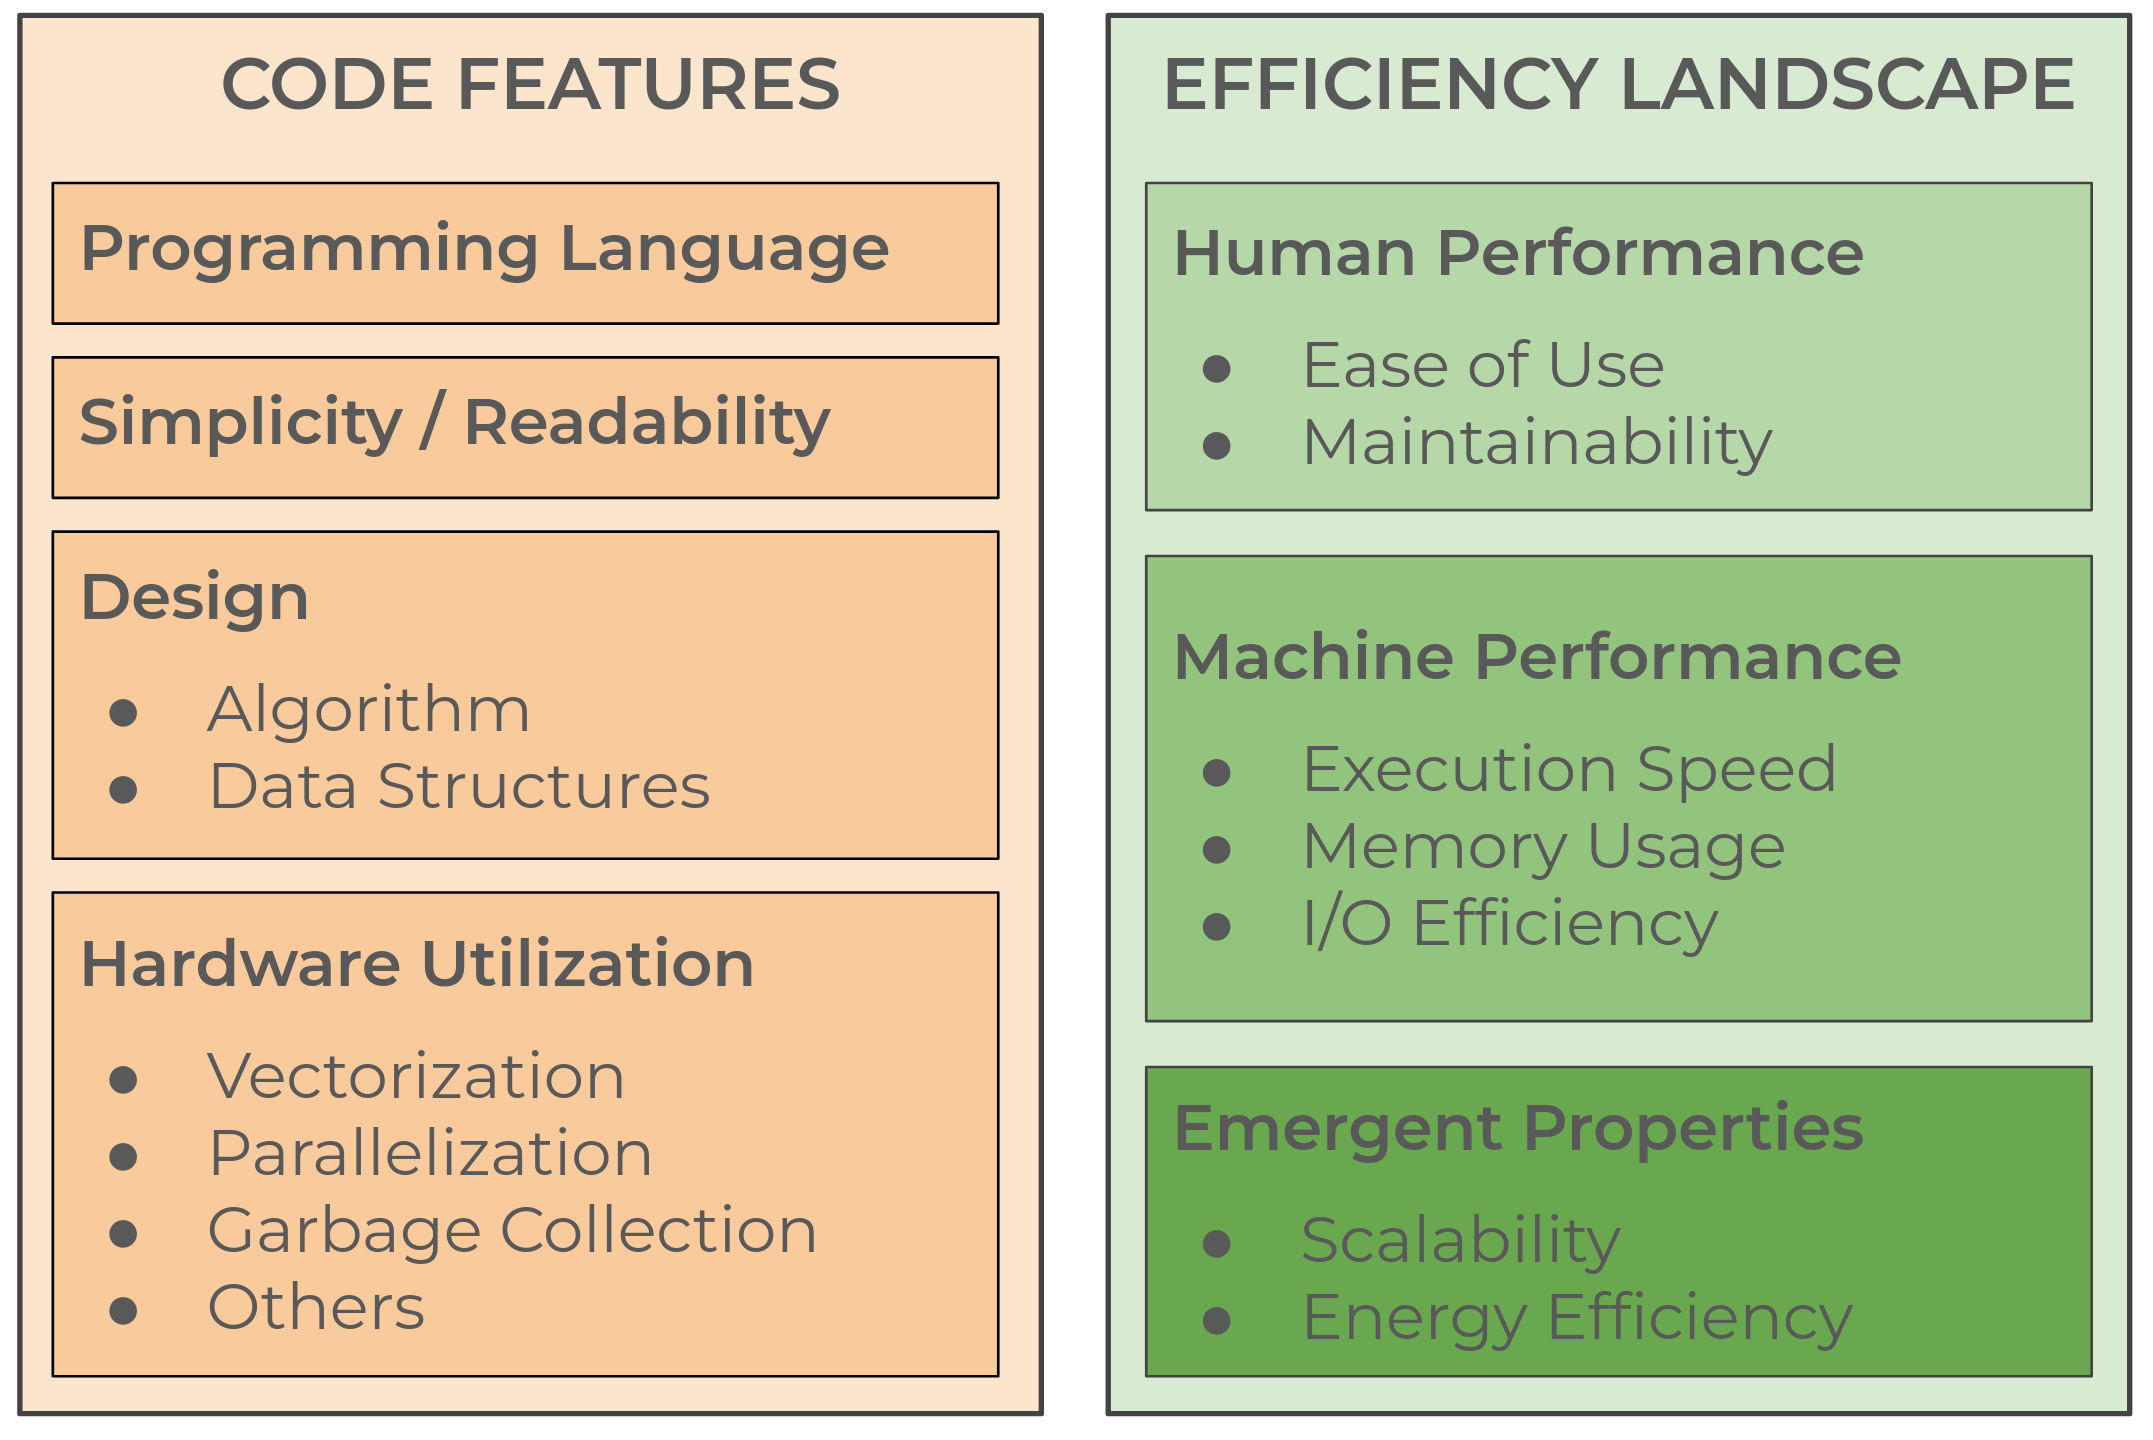 CODE FEATURES
Programming Language
Simplicity / Readability
Design
● Algorithm
● Data Structures
Hardware Utilization
● Vectorization
● Parallelization
● Garbage Collection
● Others
EFFICIENCY LANDSCAPE
Human Performance
● Ease of Use
● Maintainability
Machine Performance
● Execution Speed
● Memory Usage
● I/O Efficiency
Emergent Properties
● Scalability
● Energy Efficiency